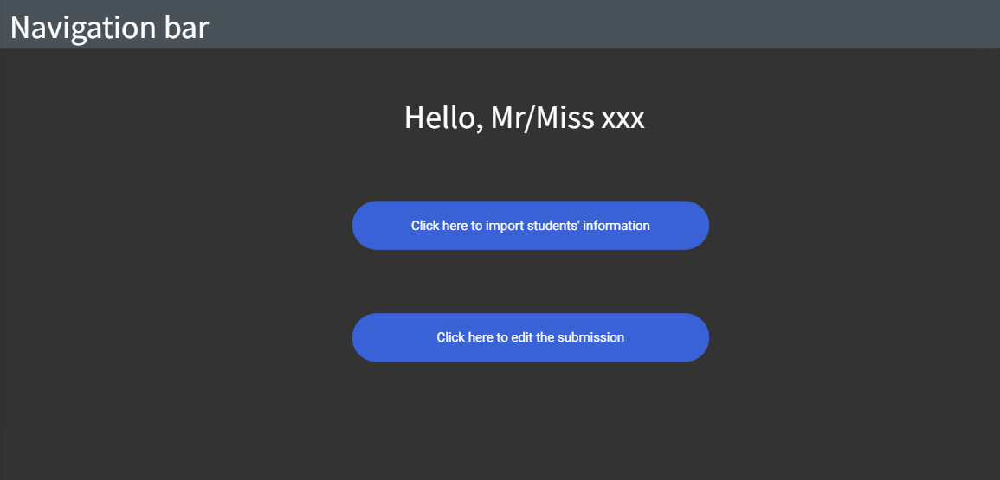 Navigation bar
Hello, Mr/Miss xxx
Click here to import students' information
Click here to edit the submission